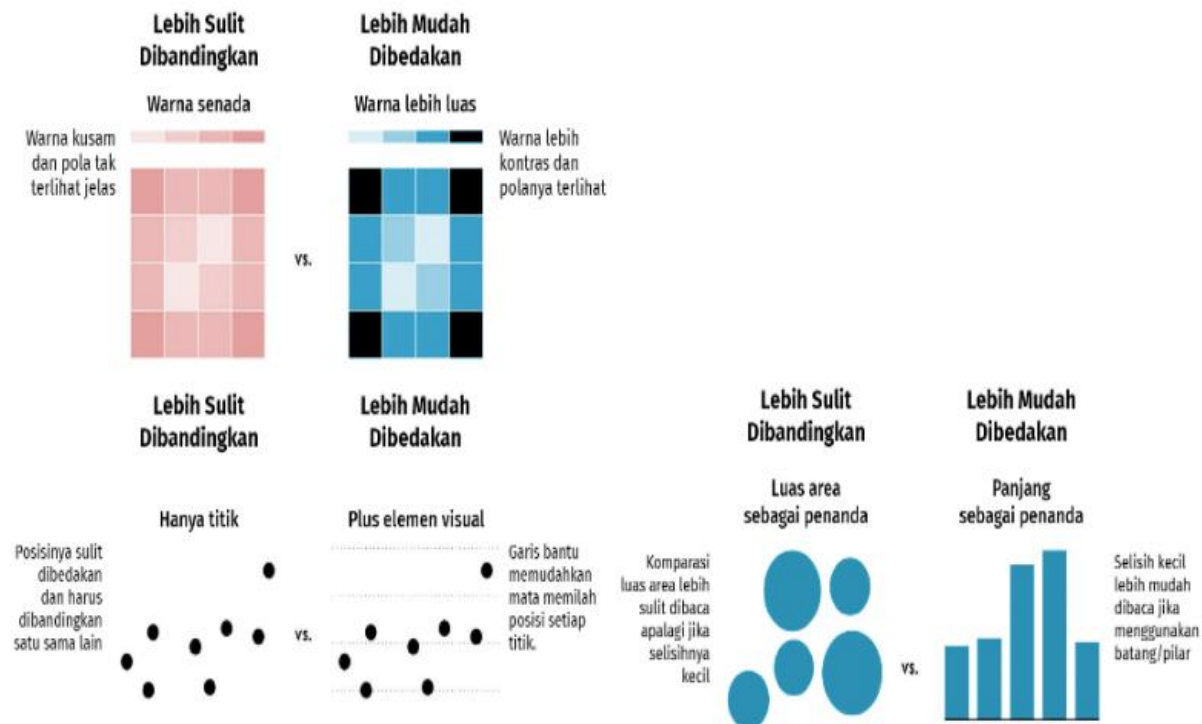 Lebih Sulit
Dibandingkan
Lebih Mudah
Dibedakan
Warna senada
Warna lebih luas
Warna kusam
dan pola tak
terlihat jelas
vs.
Warna lebih
kontras dan
polanya terlihat
Lebih Sulit
Dibandingkan
Lebih Mudah
Dibedakan
Hanya titik
Plus elemen visual
Posisinya sulit
dibedakan
dan harus
dibandingkan
satu sama lain
vs.
Garis bantu
memudahkan
mata memilah
posisi setiap
titik.
Lebih Sulit
Dibandingkan
Lebih Mudah
Dibedakan
Luas area
sebagai penanda
Panjang
sebagai penanda
Komparasi
luas area lebih
sulit dibaca
apalagi jika
selisihnya
kecil
vs.
Selisih kecil
lebih mudah
dibaca jika
menggunakan
batang/pilar